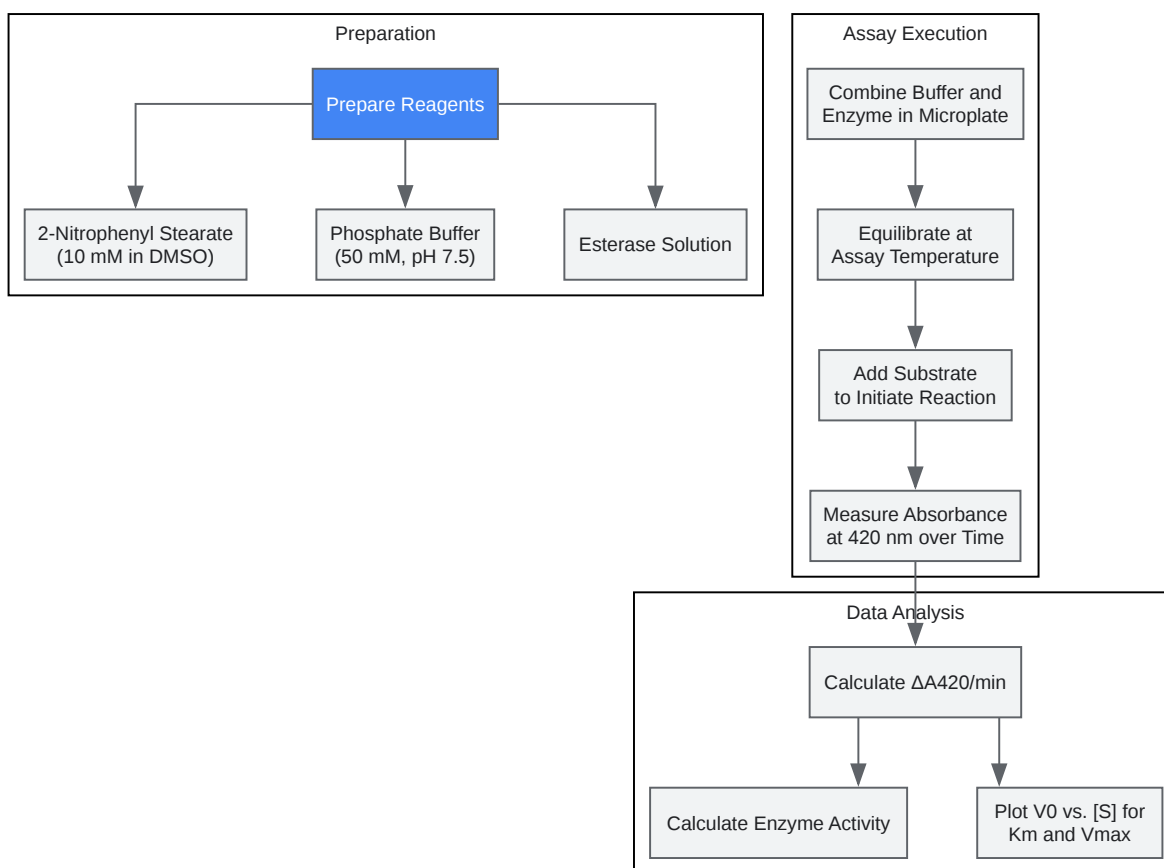 Preparation
Prepare Reagents
2-Nitrophenyl Stearate
(10 mM in DMSO)
Phosphate Buffer
(50 mM, pH 7.5)
Esterase Solution
Assay Execution
Combine Buffer and
Enzyme in Microplate
Equilibrate at
Assay Temperature
Add Substrate
to Initiate Reaction
Measure Absorbance
at 420 nm over Time
Data Analysis
Calculate ΔA420/min
Calculate Enzyme Activity
Plot V0 vs. [S] for
Km and Vmax